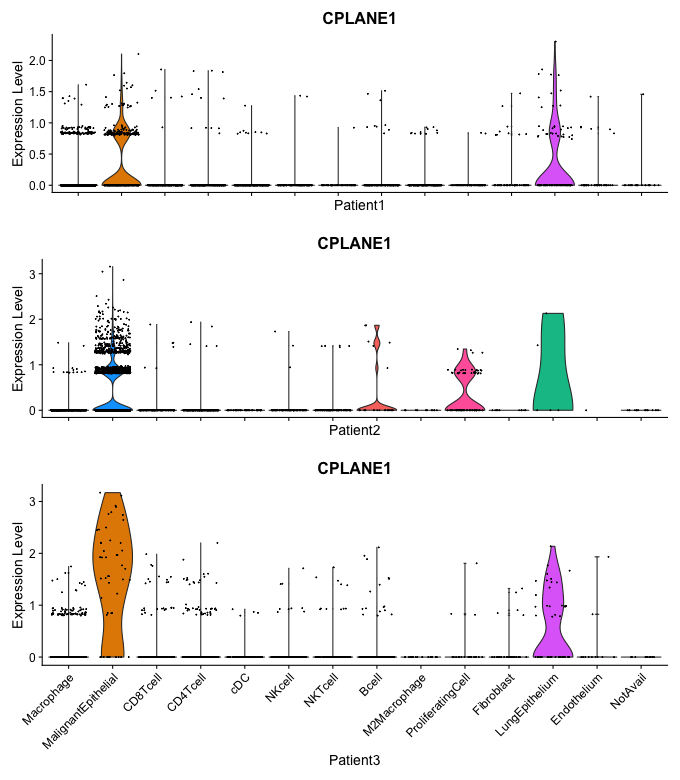 CPLANE1
Expression Level
2.0
1.5
1.0
0.5
0.0
Patient1
CPLANE1
Expression Level
3
2
1
0
Patient2
CPLANE1
Expression Level
3
2
1
0
Macrophage
MalignantEpithelial
CD8Tcell
CD4Tcell
cDC
NKcell
NKTcell
Bcell
M2Macrophage
ProliferatingCell
Fibroblast
LungEpithelium
Endothelium
NotAvail
Patient3